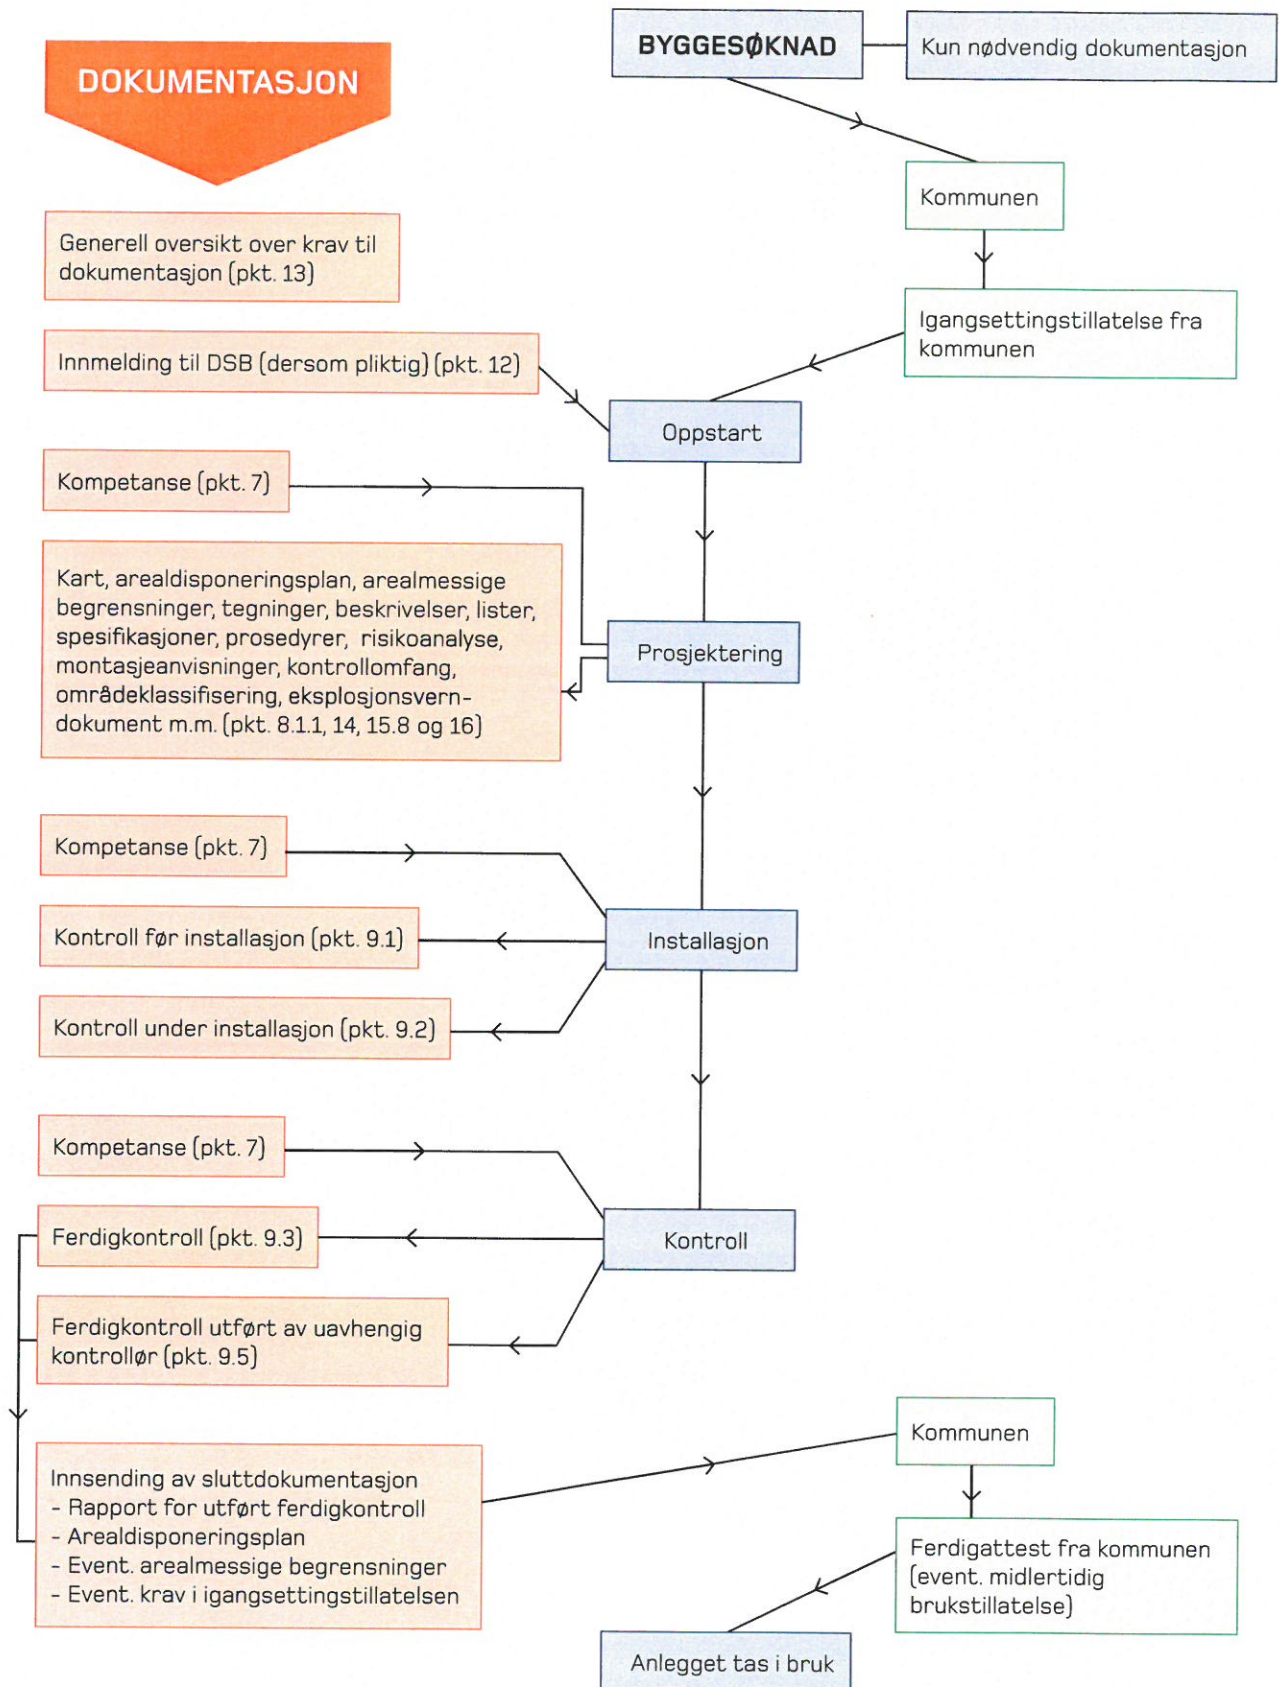 BYGGESØKNAD
Kun nødvendig dokumentasjon
DOKUMENTASJON
Kommunen
Generell oversikt over krav til
dokumentasjon (pkt. 13)
Igangsettingstillatelse fra
kommunen
Innmelding til DSB (dersom pliktig) (pkt. 12)
Oppstart
Kompetanse (pkt. 7)
Kart, arealdisponeringsplan, arealmessige
begrensninger, tegninger, beskrivelser, lister,
spesifikasjoner, prosedyrer, risikoanalyse,
montasjeanvisninger, kontrollomfang,
områdeklassifisering, eksplosjonsvern-
dokument m.m. (pkt. 8.1.1, 14, 15.8 og 16)
Prosjektering
Kompetanse (pkt. 7)
Kontroll før installasjon (pkt. 9.1)
Installasjon
Kontroll under installasjon (pkt. 9.2)
Kompetanse (pkt. 7)
Ferdigkontroll (pkt. 9.3)
Kontroll
Ferdigkontroll utført av uavhengig
kontrollør (pkt. 9.5)
Kommunen
Innsending av sluttdokumentasjon
- Rapport for utført ferdigkontroll
- Arealdisponeringsplan
- Event. arealmessige begrensninger
- Event. krav i igangsettingstillatelsen
Ferdigattest fra kommunen
(event. midlertidig
brukstillatelse)
Anlegget tas i bruk